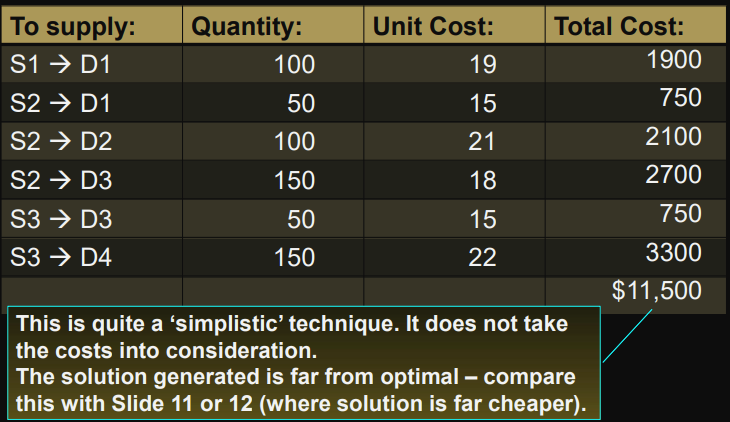 To supply: Quantity: Unit Cost: Total Cost:
S1 → D1 100 19 1900
S2 → D1 50 15 750
S2 → D2 100 21 2100
S2 → D3 150 18 2700
S3 → D3 50 15 750
S3 → D4 150 22 3300
$11,500
This is quite a ‘simplistic’ technique. It does not take
the costs into consideration.
The solution generated is far from optimal – compare
this with Slide 11 or 12 (where solution is far cheaper).